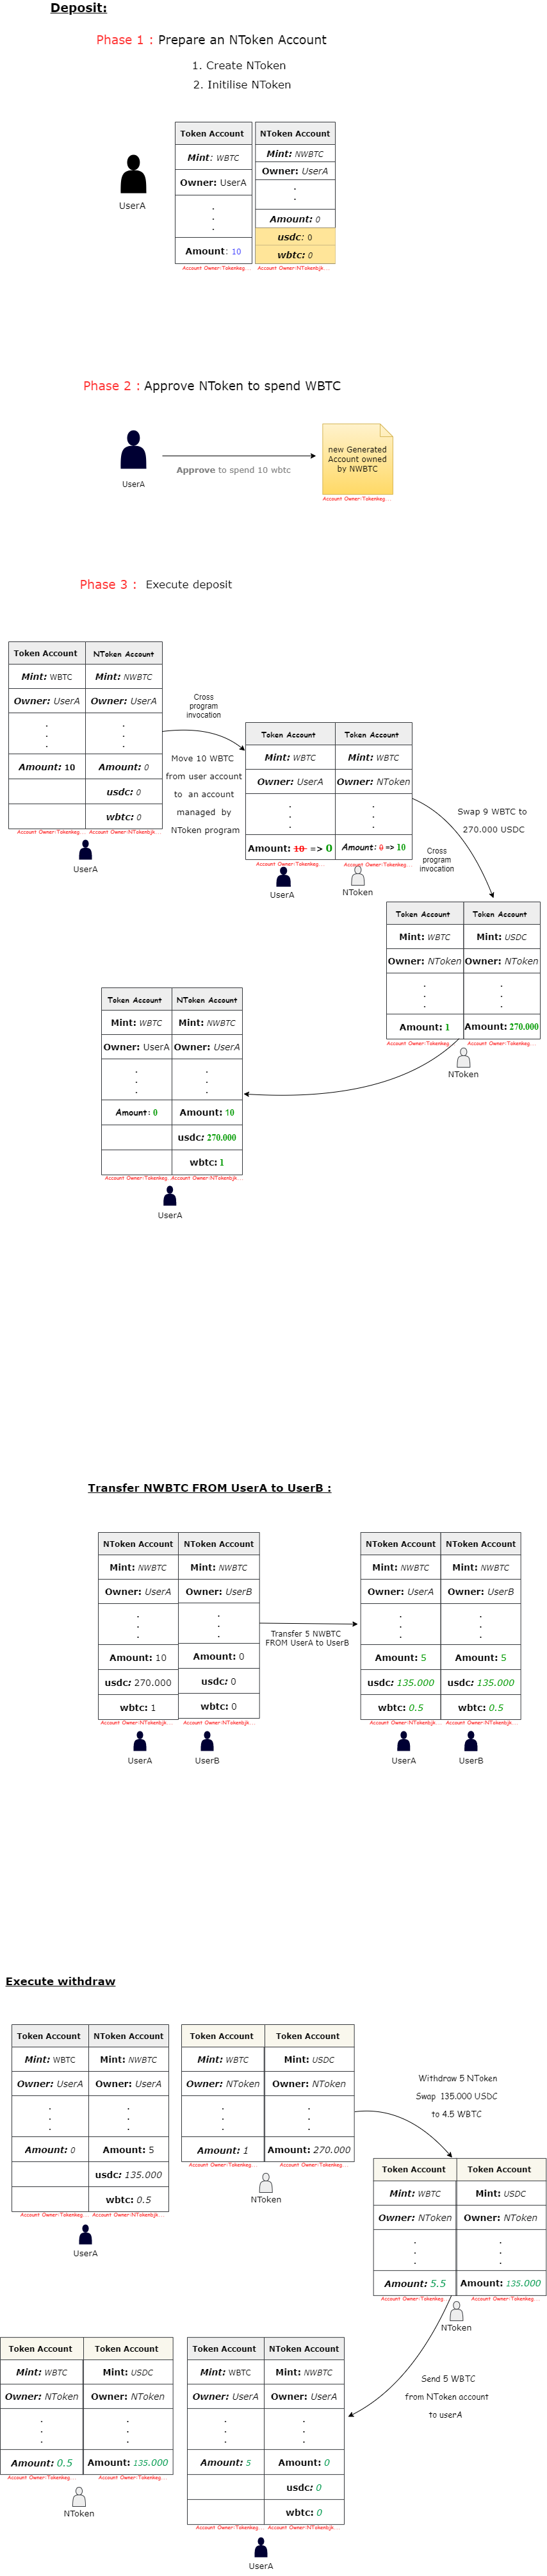 Deposit:
Phase 1 : Prepare an NToken Account
1. Create NToken
2. Initilise NToken
Token Account NToken Account
Mint: WBTC Mint: NWBTC
Owner: UserA Owner: UserA
Amount: 0
usdc: 0
Amount: 10 wbtc: 0
Account Owner:Tokenkeg... Account Owner:NTokenbjk...
UserA
Phase 2 : Approve NToken to spend WBTC
new Generated
Account owned
by NWBTC
Approve to spend 10 wbtc
UserA
Account Owner:Tokenkeg...
Phase 3 : Execute deposit
Token Account NToken Account
Mint: WBTC Mint: NWBTC
Owner: UserA Owner: UserA
Amount: 10 Amount: 0
usdc: 0
wbtc: 0
Account Owner:Tokenkeg... Account Owner:NTokenbjk...
UserA
Cross
program
invocation
Move 10 WBTC
from user account
to an account
managed by
NToken program
Token Account Token Account
Mint: WBTC Mint: WBTC
Owner: UserA Owner: NToken
Amount: 10 => 0 Amount: 0 => 10
Account Owner:Tokenkeg... Account Owner:Tokenkeg...
UserA NToken
Swap 9 WBTC to
270.000 USDC
Cross
program
invocation
Token Account Token Account
Mint: WBTC Mint: USDC
Owner: NToken Owner: NToken
Amount: 1 Amount: 270.000
Account Owner:Tokenkeg... Account Owner:Tokenkeg...
NToken
Token Account NToken Account
Mint: WBTC Mint: NWBTC
Owner: UserA Owner: UserA
Amount: 0 Amount: 10
usdc: 270.000
wbtc: 1
Account Owner:Tokenkeg... Account Owner:NTokenbjk...
UserA
Transfer NWBTC FROM UserA to UserB :
NToken Account NToken Account
Mint: NWBTC Mint: NWBTC
Owner: UserA Owner: UserB
Amount: 10 Amount: 0
usdc: 270.000 usdc: 0
wbtc: 1 wbtc: 0
Account Owner:NTokenbjk... Account Owner:NTokenbjk...
UserA UserB
Transfer 5 NWBTC
FROM UserA to UserB
NToken Account NToken Account
Mint: NWBTC Mint: NWBTC
Owner: UserA Owner: UserB
Amount: 5 Amount: 5
usdc: 135.000 usdc: 135.000
wbtc: 0.5 wbtc: 0.5
Account Owner:NTokenbjk... Account Owner:NTokenbjk...
UserA UserB
Execute withdraw
Token Account NToken Account
Mint: WBTC Mint: NWBTC
Owner: UserA Owner: UserA
Amount: 0 Amount: 5
usdc: 135.000
wbtc: 0.5
Account Owner:Tokenkeg... Account Owner:NTokenbjk...
UserA
Token Account Token Account
Mint: WBTC Mint: USDC
Owner: NToken Owner: NToken
Amount: 1 Amount: 270.000
Account Owner:Tokenkeg... Account Owner:Tokenkeg...
NToken
Withdraw 5 NToken
Swap 135.000 USDC
to 4.5 WBTC
Token Account Token Account
Mint: WBTC Mint: USDC
Owner: NToken Owner: NToken
Amount: 5.5 Amount: 135.000
Account Owner:Tokenkeg... Account Owner:Tokenkeg...
NToken
Send 5 WBTC
from NToken account
to userA
Token Account Token Account
Mint: WBTC Mint: USDC
Owner: NToken Owner: NToken
Amount: 0.5 Amount: 135.000
Account Owner:Tokenkeg... Account Owner:Tokenkeg...
NToken
Token Account NToken Account
Mint: WBTC Mint: NWBTC
Owner: UserA Owner: UserA
Amount: 5 Amount: 0
usdc: 0
wbtc: 0
Account Owner:Tokenkeg... Account Owner:NTokenbjk...
UserA